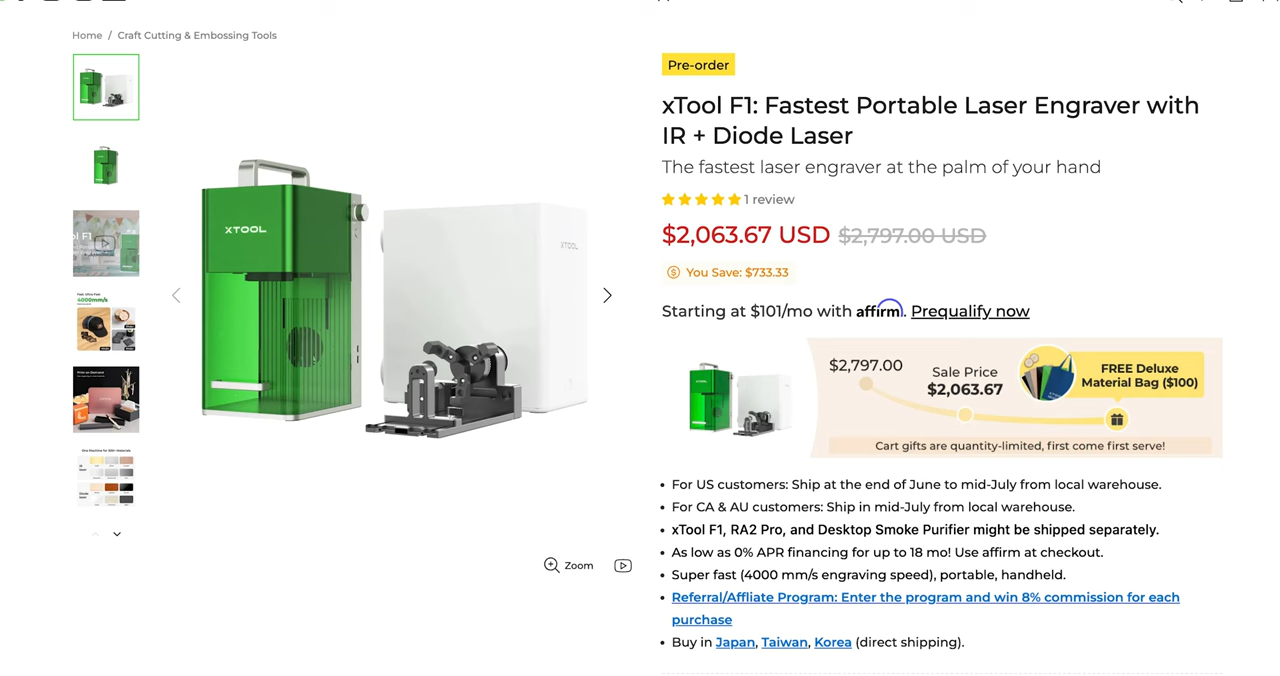 Home / Craft Cutting & Embossing Tools
XTOOL
XTOOL
4000mm/s
Zoom
Pre-order
xTool F1: Fastest Portable Laser Engraver with
IR + Diode Laser
The fastest laser engraver at the palm of your hand
1 review
$2,063.67 USD $2,797.00 USD
You Save: $733.33
Starting at $101/mo with affirm. Prequalify now
$2,797.00
Sale Price
$2,063.67
FREE Deluxe
Material Bag ($100)
Cart gifts are quantity-limited, first come first serve!
• For US customers: Ship at the end of June to mid-July from local warehouse.
• For CA & AU customers: Ship in mid-July from local warehouse.
• xTool F1, RA2 Pro, and Desktop Smoke Purifier might be shipped separately.
• As low as 0% APR financing for up to 18 mo! Use affirm at checkout.
• Super fast (4000 mm/s engraving speed), portable, handheld.
• Referral/Affliate Program: Enter the program and win 8% commission for each
purchase
• Buy in Japan, Taiwan, Korea (direct shipping).